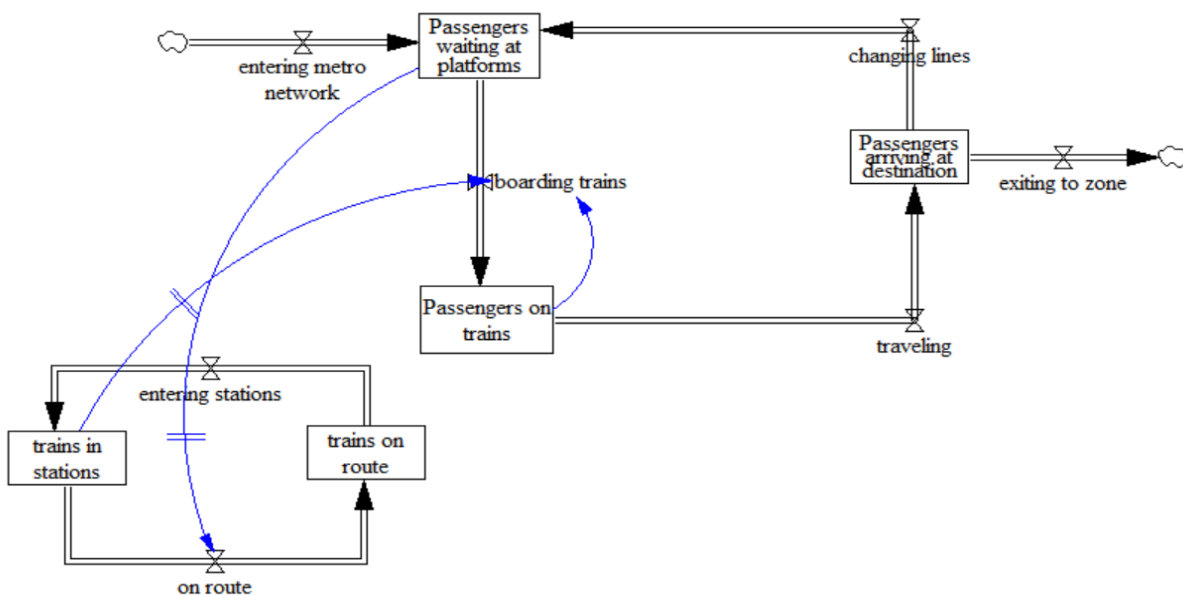 Passengers
waiting at
platforms
entering metro
network
changing lines
Passengers
arriving at
destination
exiting to zone
boarding trains
Passengers on
trains
traveling
entering stations
trains in
stations
trains on
route
on route